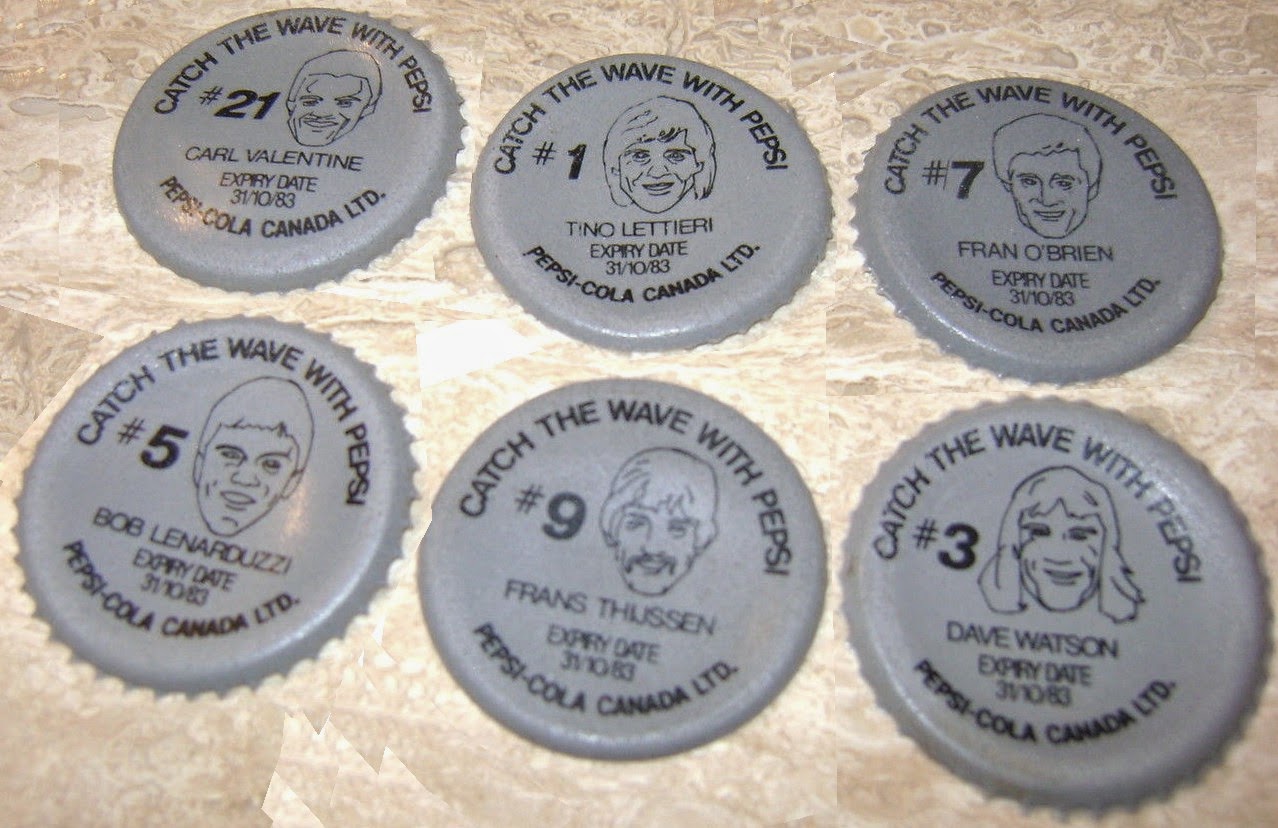 CATCH THE WAVE WITH PEPSI
#21
CARL VALENTINE
EXPIRY DATE
31/10/83
PEPSI-COLA CANADA LTD.
CATCH THE WAVE WITH PEPSI
#1
TINO LETTIERI
EXPIRY DATE
31/10/83
PEPSI-COLA CANADA LTD.
CATCH THE WAVE WITH PEPSI
#7
FRAN O'BRIEN
EXPIRY DATE
31/10/83
PEPSI-COLA CANADA LTD.
CATCH THE WAVE WITH PEPSI
#5
BOB LENARDUZZI
EXPIRY DATE
31/10/83
PEPSI-COLA CANADA LTD.
CATCH THE WAVE WITH PEPSI
#9
FRANS THIJSSEN
EXPIRY DATE
31/10/83
PEPSI-COLA CANADA LTD.
CATCH THE WAVE WITH PEPSI
#3
DAVE WATSON
EXPIRY DATE
31/10/83
PEPSI-COLA CANADA LTD.